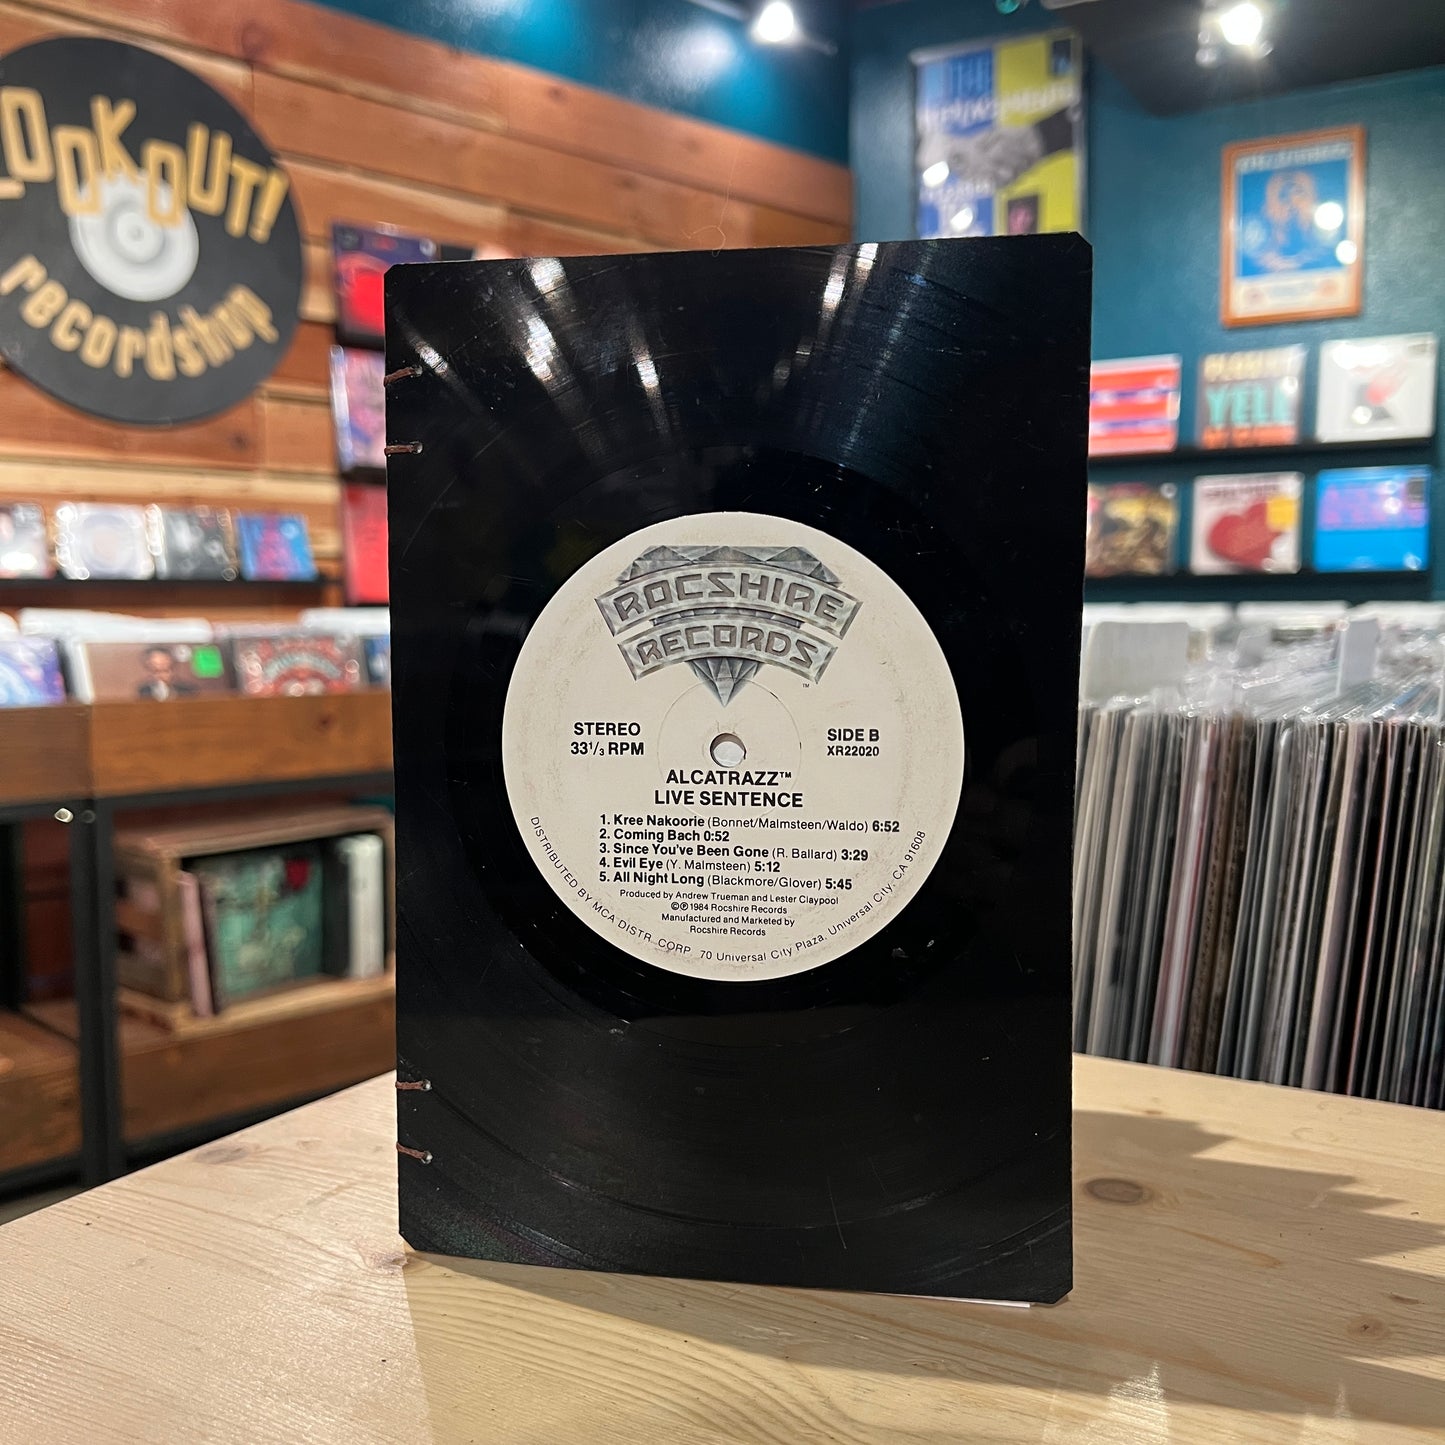 LOOKOUT!
recordshop
ROCSHIRE
RECORDS
™
STEREO
33⅓ RPM
SIDE B
XR22020
ALCATRAZZ™
LIVE SENTENCE
1. Kree Nakoorie (Bonnet/Malmsteen/Waldo) 6:52
2. Coming Bach 0:52
3. Since You've Been Gone (R. Ballard) 3:29
4. Evil Eye (Y. Malmsteen) 5:12
5. All Night Long (Blackmore/Glover) 5:45
Produced by Andrew Trueman and Lester Claypool
©℗ 1984 Rocshire Records
Manufactured and Marketed by
Rocshire Records
DISTRIBUTED BY MCA DISTR. CORP. 70 Universal City Plaza, Universal City, CA 91608
THE
YELL